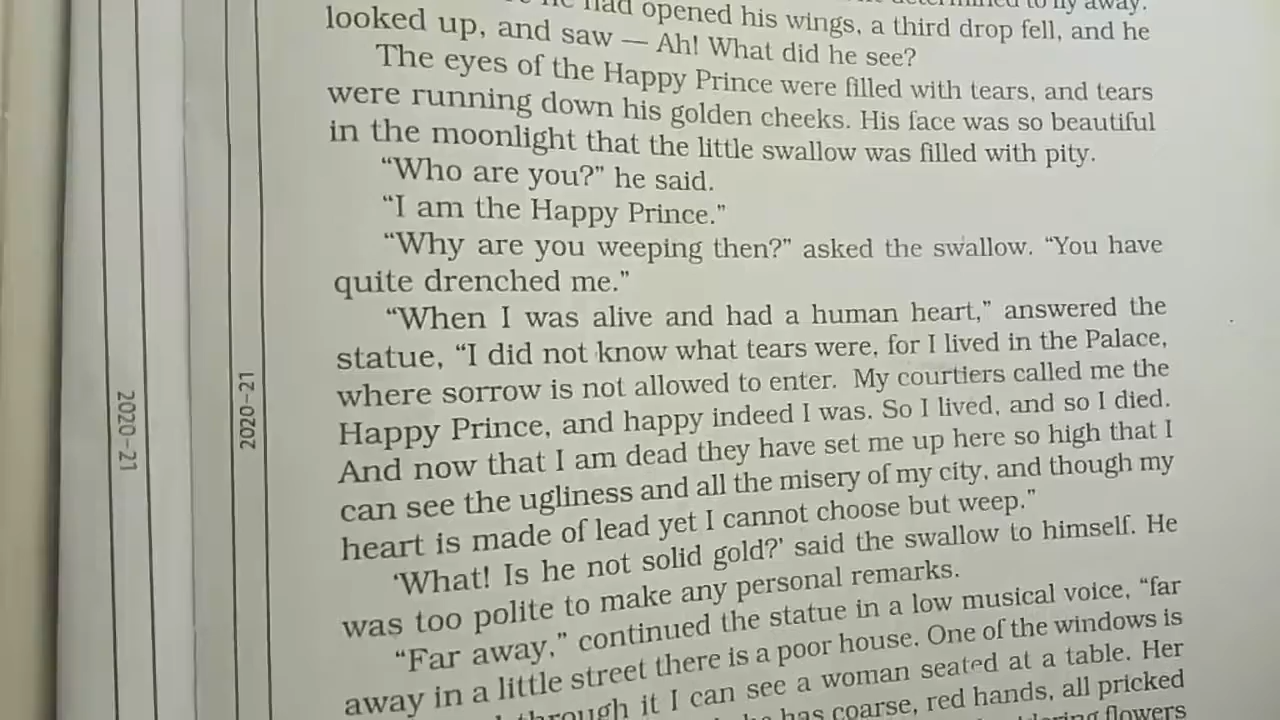 he had opened his wings, a third drop fell, and he
looked up, and saw — Ah! What did he see?
The eyes of the Happy Prince were filled with tears, and tears
were running down his golden cheeks. His face was so beautiful
in the moonlight that the little swallow was filled with pity.
“Who are you?” he said.
“I am the Happy Prince.”
“Why are you weeping then?” asked the swallow. “You have
quite drenched me.”
“When I was alive and had a human heart,” answered the
statue, “I did not know what tears were, for I lived in the Palace,
where sorrow is not allowed to enter. My courtiers called me the
Happy Prince, and happy indeed I was. So I lived, and so I died.
And now that I am dead they have set me up here so high that I
can see the ugliness and all the misery of my city, and though my
heart is made of lead yet I cannot choose but weep.”
‘What! Is he not solid gold?’ said the swallow to himself. He
was too polite to make any personal remarks.
“Far away,” continued the statue in a low musical voice, “far
away in a little street there is a poor house. One of the windows is
through it I can see a woman seated at a table. Her
has coarse, red hands, all pricked
flowers
2020–21
2020–21